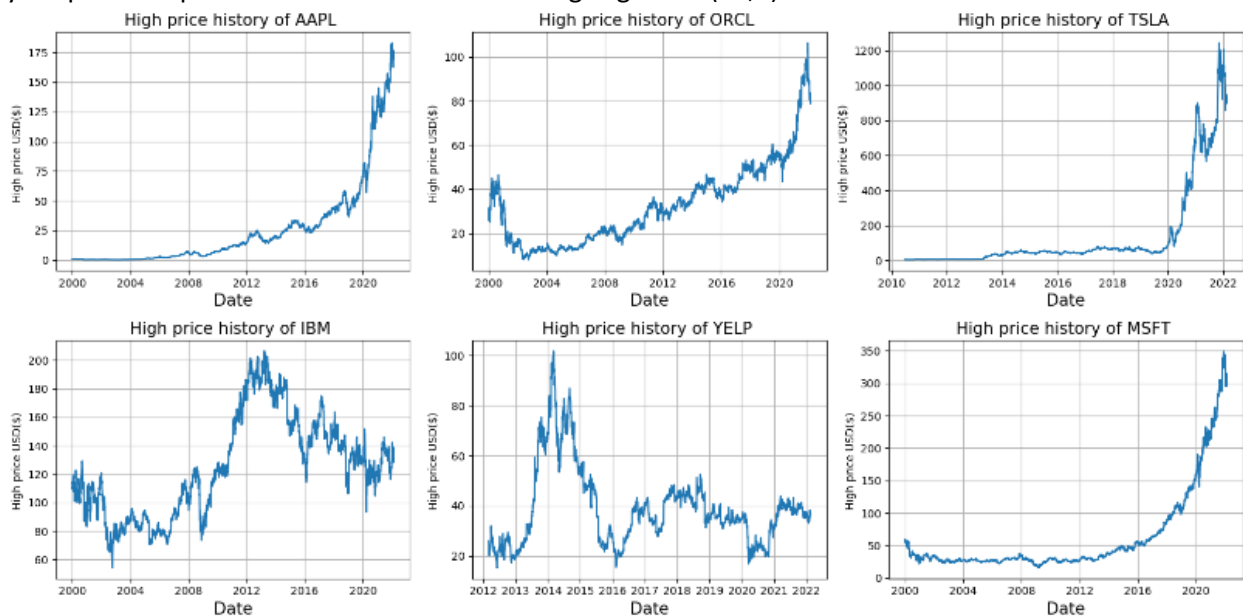 High price history of AAPL
High price USD($)
175
150
125
100
75
50
25
0
2000 2004 2008 2012 2016 2020
Date
High price history of ORCL
High price USD($)
100
80
60
40
20
2000 2004 2008 2012 2016 2020
Date
High price history of TSLA
High price USD($)
1200
1000
800
600
400
200
0
2010 2012 2014 2016 2018 2020 2022
Date
High price history of IBM
High price USD($)
200
180
160
140
120
100
80
60
2000 2004 2008 2012 2016 2020
Date
High price history of YELP
High price USD($)
100
80
60
40
20
2012 2013 2014 2015 2016 2017 2018 2019 2020 2021 2022
Date
High price history of MSFT
High price USD($)
350
300
250
200
150
100
50
0
2000 2004 2008 2012 2016 2020
Date